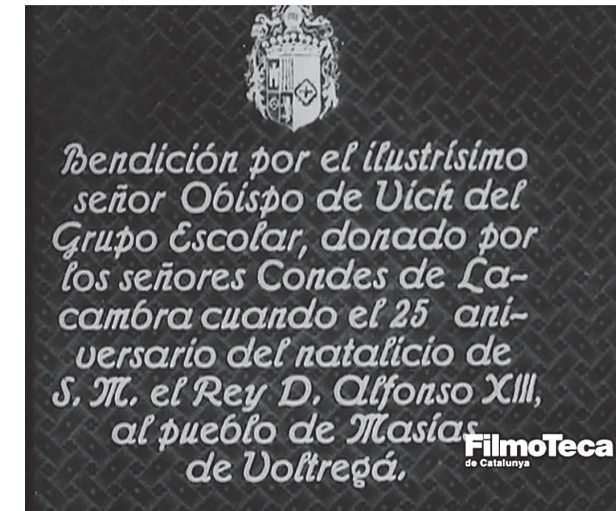 Bendición por el ilustrísimo
señor Obispo de Vich del
Grupo Escolar, donado por
los señores Condes de La-
cambra cuando el 25 ani-
versario del natalicio de
S. M. el Rey D. Alfonso XIII,
al pueblo de Masías
de Voltregá.
FilmoTeca
de Catalunya